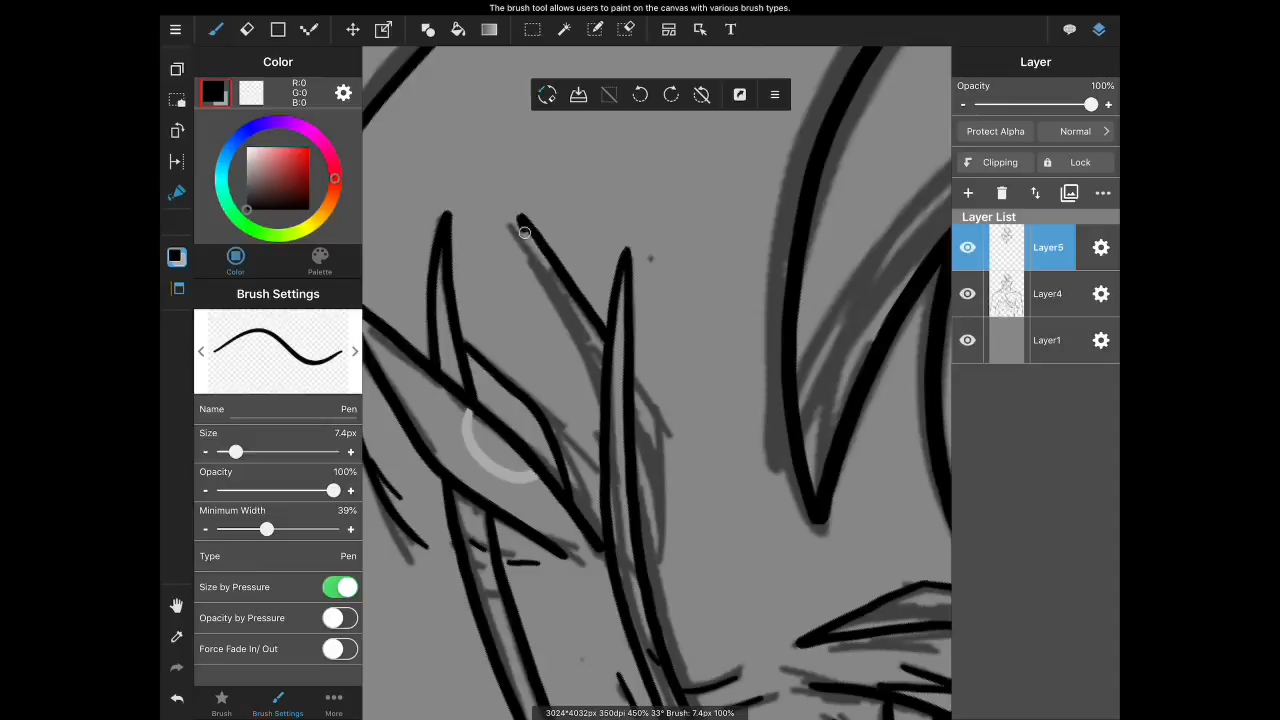 The brush tool allows users to paint on the canvas with various brush types.
T
Color
R:0
G:0
B:0
Color
Palette
Brush Settings
Name Pen
Size 7.4px
- +
Opacity 100%
- +
Minimum Width 39%
- +
Type Pen
Size by Pressure
Opacity by Pressure
Force Fade In/ Out
Brush
Brush Settings
More
3024*4032px 350dpi 450% 33° Brush: 7.4px 100%
Layer
Opacity 100%
- +
Protect Alpha
Normal
Clipping
Lock
Layer List
Layer5
Layer4
Layer1